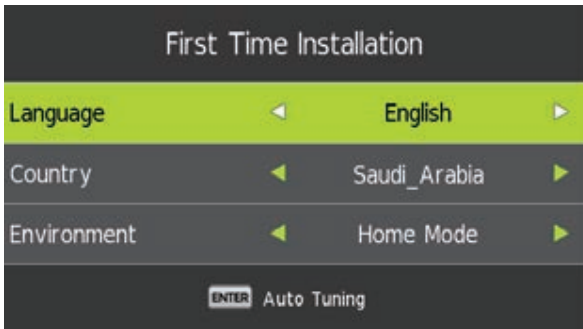 First Time Installation
Language English
Country Saudi_Arabia
Environment Home Mode
ENTER Auto Tuning